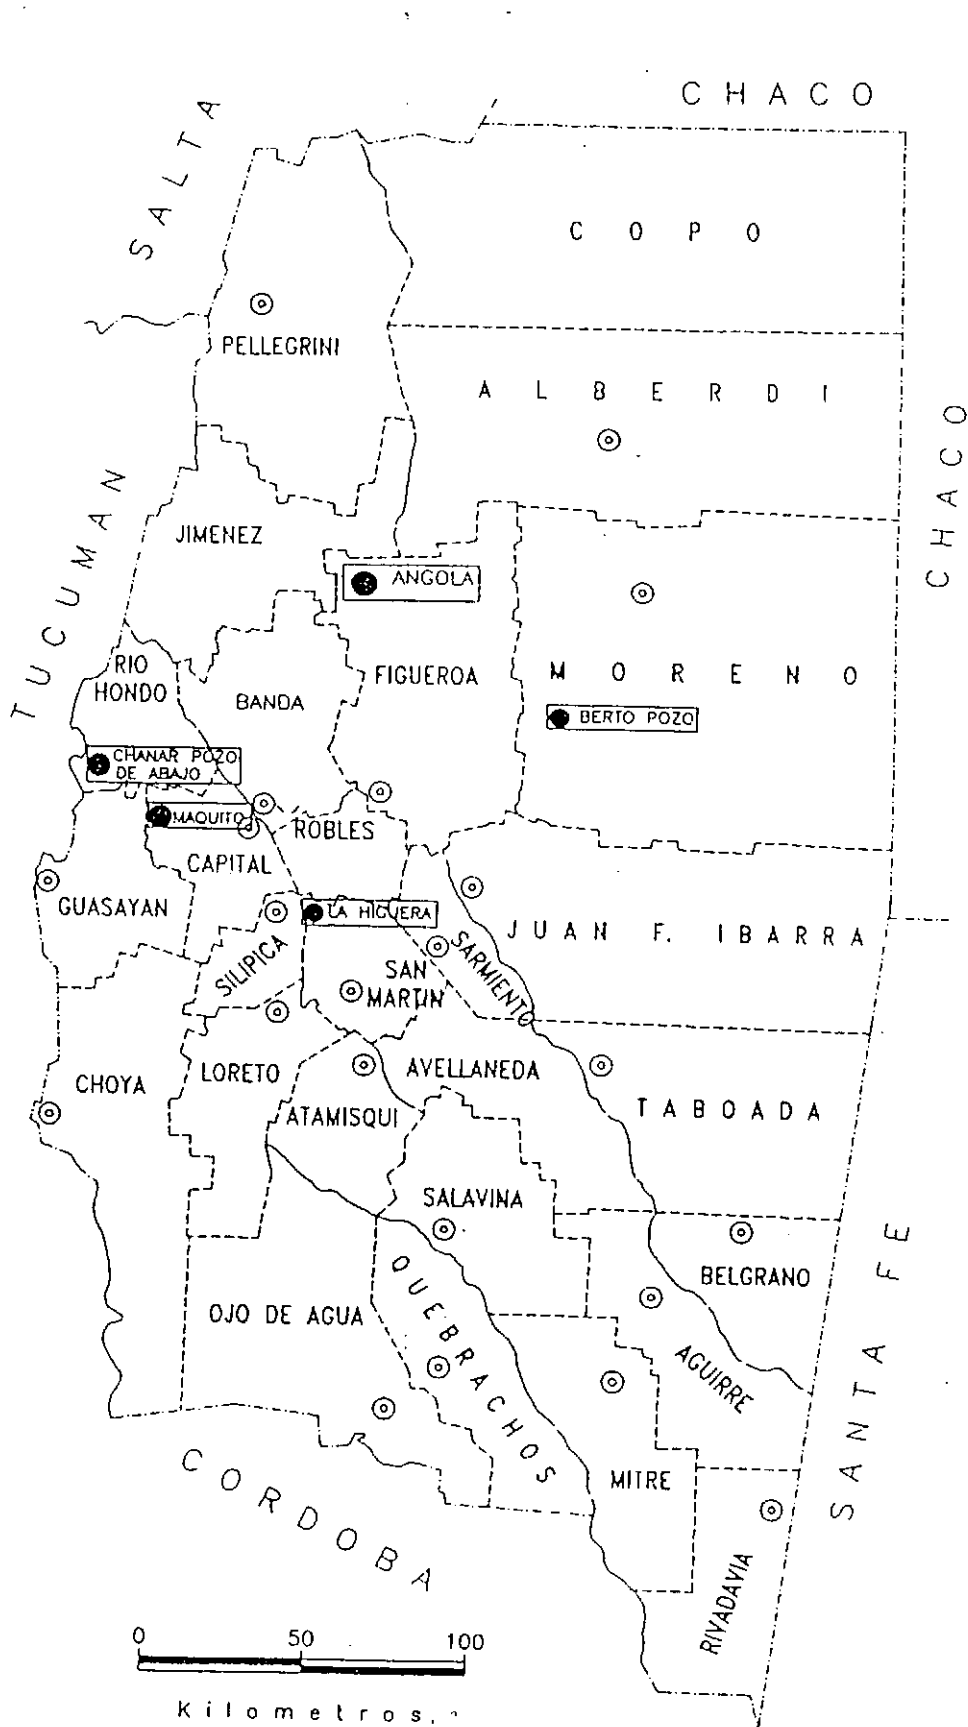 CHACO
SALTA
COPO
PELLEGRINI
ALBERDI
CHACO
TUCUMAN
JIMENEZ
ANGOLA
RIO
HONDO
BANDA
FIGUEROA
MORENO
BERTO POZO
CHANAR POZO
DE ABAJO
MAQUITO
ROBLES
CAPITAL
GUASAYAN
LA HIGUERA
JUAN F. IBARRA
SILIPICA
SARMIENTO
SAN
MARTIN
CHOYA
LORETO
AVELLANEDA
ATAMISQUI
TABOADA
SALAVINA
SANTA FE
BELGRANO
OJO DE AGUA
QUEBRACHOS
AGUIRRE
CORDOBA
MITRE
RIVADAVIA
0 50 100
Kilometros.